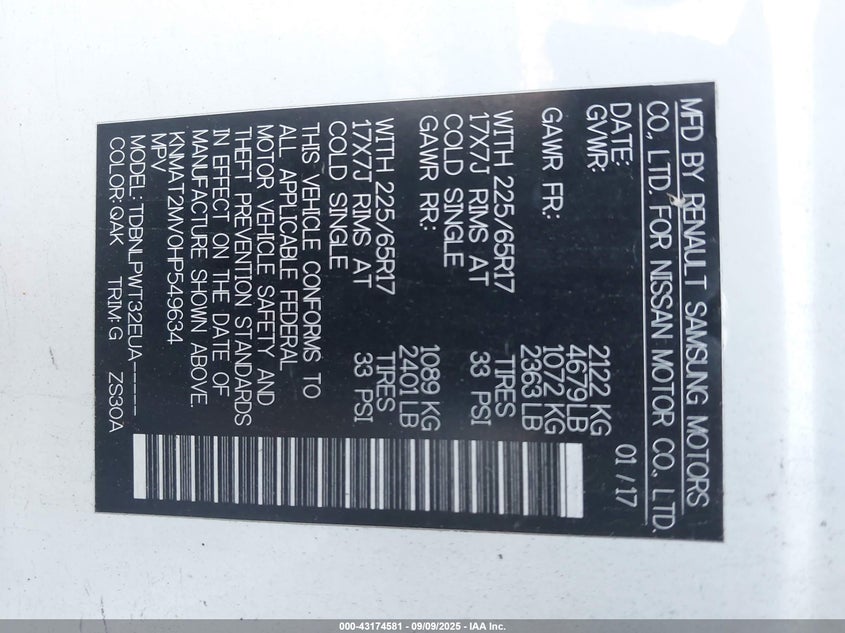 MFD BY RENAULT SAMSUNG MOTORS
CO., LTD. FOR NISSAN MOTOR CO., LTD.
DATE: 01 / 17
GVWR: 2122 KG
4679LB
GAWR FR.: 1072 KG
2363 LB
WITH 225/65R17 TIRES
17X7J RIMS AT 33 PSI
COLD SINGLE
GAWR RR.: 1089 KG
2401 LB
WITH 225/65R17 TIRES
17X7J RIMS AT 33 PSI
COLD SINGLE
THIS VEHICLE CONFORMS TO
ALL APPLICABLE FEDERAL
MOTOR VEHICLE SAFETY AND
THEFT PREVENTION STANDARDS
IN EFFECT ON THE DATE OF
MANUFACTURE SHOWN ABOVE.
KNMAT2MV0HP549634
MPV
MODEL: TDBNLPWT32EUA-----
COLOR: QAK TRIM: G ZS30A
000-43174581 - 09/09/2025 - IAA Inc.